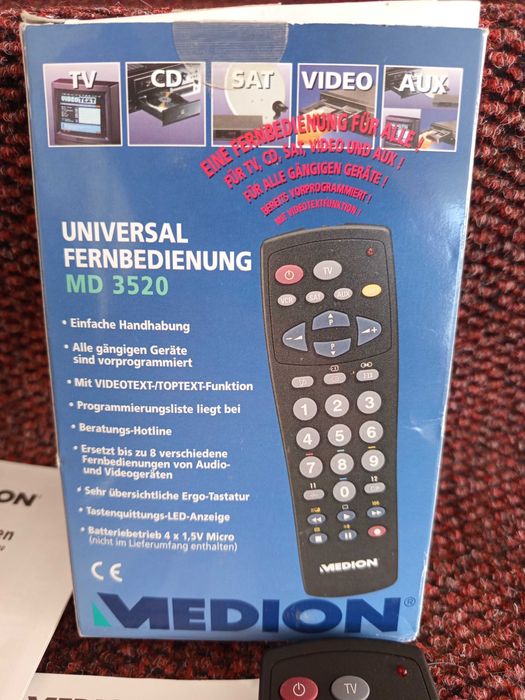 TV CD SAT VIDEO AUX
EINE FERNBEDIENUNG FÜR ALLE!
FÜR TV, CD, SAT, VIDEO UND AUX!
FÜR ALLE GÄNGIGEN GERÄTE!
BEREITS VORPROGRAMMIERT!
MIT VIDEOTEXTFUNKTION!
UNIVERSAL
FERNBEDIENUNG
MD 3520
• Einfache Handhabung
• Alle gängigen Geräte
sind vorprogrammiert
• Mit VIDEOTEXT-/TOPTEXT-Funktion
• Programmierungsliste liegt bei
• Beratungs-Hotline
• Ersetzt bis zu 8 verschiedene
Fernbedienungen von Audio-
und Videogeräten
• Sehr übersichtliche Ergo-Tastatur
• Tastenquittungs-LED-Anzeige
• Batteriebetrieb 4 x 1,5V Micro
(nicht im Lieferumfang enthalten)
CE
TV
VCR SAT AUX
P
- +
P
1 2 3
4 5 6
7 8 9
0
MEDION
MEDION®
TV